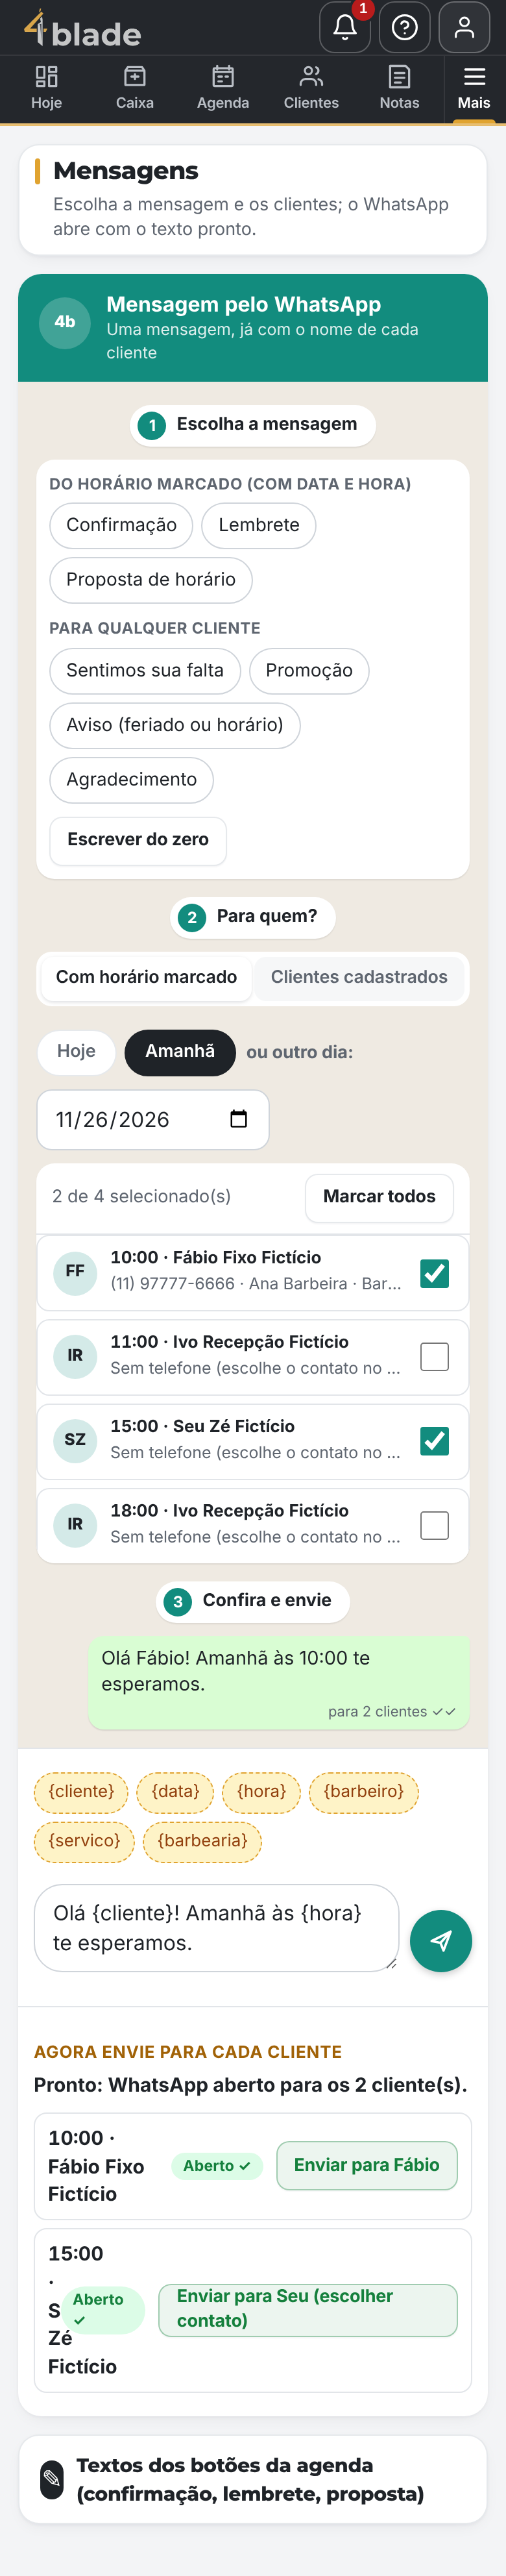 4blade
1
Hoje
Caixa
Agenda
Clientes
Notas
Mais
Mensagens
Escolha a mensagem e os clientes; o WhatsApp
abre com o texto pronto.
4b
Mensagem pelo WhatsApp
Uma mensagem, já com o nome de cada
cliente
1 Escolha a mensagem
DO HORÁRIO MARCADO (COM DATA E HORA)
Confirmação
Lembrete
Proposta de horário
PARA QUALQUER CLIENTE
Sentimos sua falta
Promoção
Aviso (feriado ou horário)
Agradecimento
Escrever do zero
2 Para quem?
Com horário marcado
Clientes cadastrados
Hoje
Amanhã
ou outro dia:
11/26/2026
2 de 4 selecionado(s)
Marcar todos
FF
10:00 · Fábio Fixo Fictício
(11) 97777-6666 · Ana Barbeira · Bar...
IR
11:00 · Ivo Recepção Fictício
Sem telefone (escolhe o contato no ...
SZ
15:00 · Seu Zé Fictício
Sem telefone (escolhe o contato no ...
IR
18:00 · Ivo Recepção Fictício
Sem telefone (escolhe o contato no ...
3 Confira e envie
Olá Fábio! Amanhã às 10:00 te
esperamos.
para 2 clientes ✓✓
{cliente}
{data}
{hora}
{barbeiro}
{servico}
{barbearia}
Olá {cliente}! Amanhã às {hora}
te esperamos.
AGORA ENVIE PARA CADA CLIENTE
Pronto: WhatsApp aberto para os 2 cliente(s).
10:00 ·
Fábio Fixo
Fictício
Aberto ✓
Enviar para Fábio
15:00
·
S
Zé
Fictício
Aberto
✓
Enviar para Seu (escolher
contato)
Textos dos botões da agenda
(confirmação, lembrete, proposta)